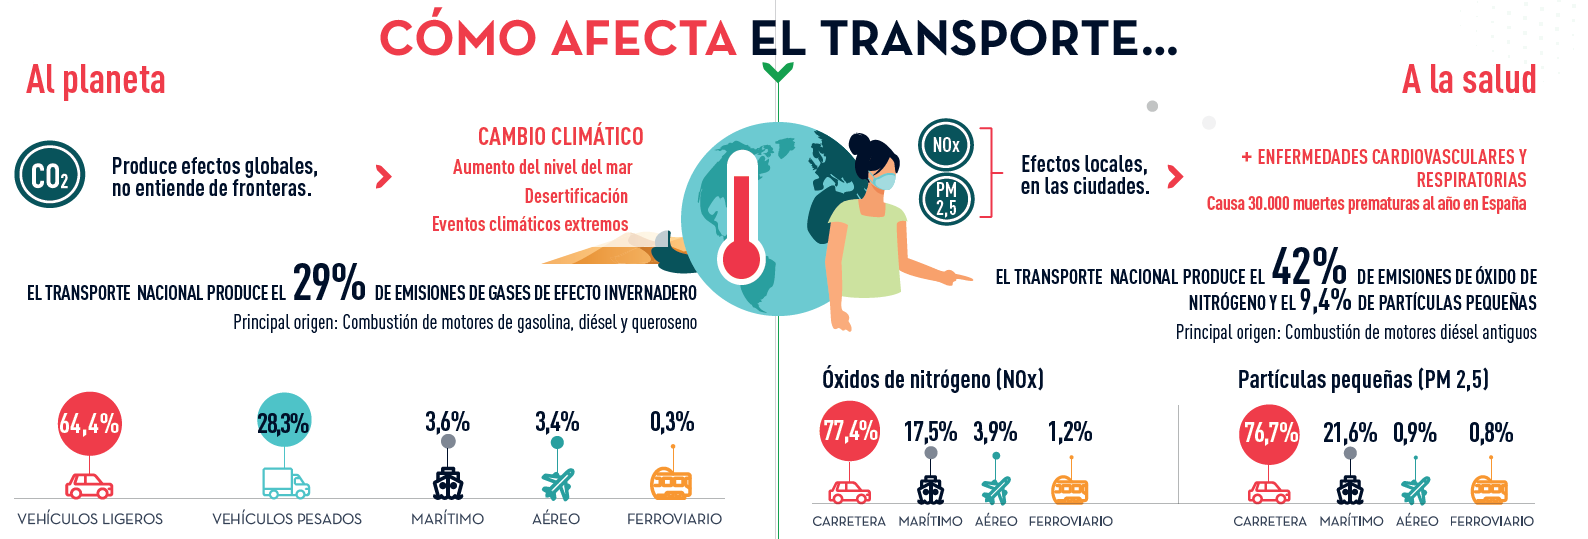 CÓMO AFECTA EL TRANSPORTE...
Al planeta
CO2
Produce efectos globales,
no entiende de fronteras.
CAMBIO CLIMÁTICO
Aumento del nivel del mar
Desertificación
Eventos climáticos extremos
EL TRANSPORTE NACIONAL PRODUCE EL 29% DE EMISIONES DE GASES DE EFECTO INVERNADERO
Principal origen: Combustión de motores de gasolina, diésel y queroseno
64,4% 28,3% 3,6% 3,4% 0,3%
VEHÍCULOS LIGEROS VEHÍCULOS PESADOS MARÍTIMO AÉREO FERROVIARIO
A la salud
NOx
PM
2,5
Efectos locales,
en las ciudades.
+ ENFERMEDADES CARDIOVASCULARES Y
RESPIRATORIAS
Causa 30.000 muertes prematuras al año en España
EL TRANSPORTE NACIONAL PRODUCE EL 42% DE EMISIONES DE ÓXIDO DE
NITRÓGENO Y EL 9,4% DE PARTÍCULAS PEQUEÑAS
Principal origen: Combustión de motores diésel antiguos
Óxidos de nitrógeno (NOx)
77,4% 17,5% 3,9% 1,2%
CARRETERA MARÍTIMO AÉREO FERROVIARIO
Partículas pequeñas (PM 2,5)
76,7% 21,6% 0,9% 0,8%
CARRETERA MARÍTIMO AÉREO FERROVIARIO